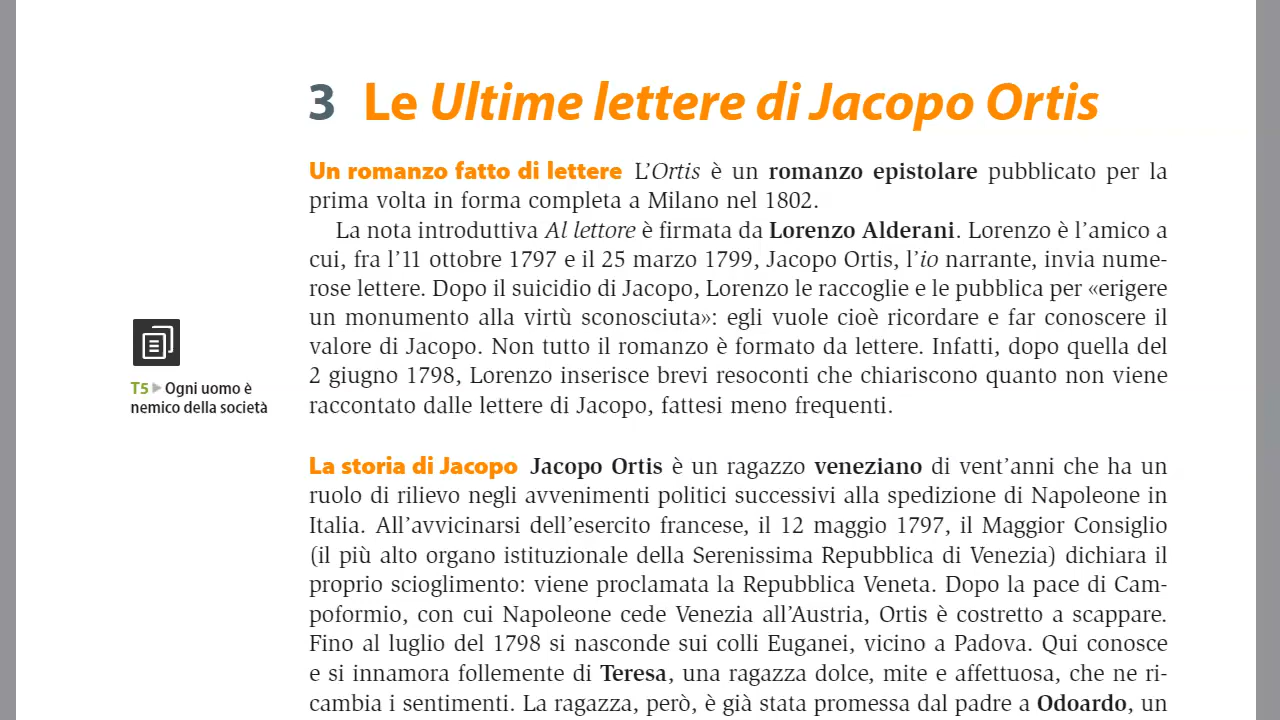 3 Le Ultime lettere di Jacopo Ortis
Un romanzo fatto di lettere L’Ortis è un romanzo epistolare pubblicato per la
prima volta in forma completa a Milano nel 1802.
La nota introduttiva Al lettore è firmata da Lorenzo Alderani. Lorenzo è l’amico a
cui, fra l’11 ottobre 1797 e il 25 marzo 1799, Jacopo Ortis, l’io narrante, invia nume-
rose lettere. Dopo il suicidio di Jacopo, Lorenzo le raccoglie e le pubblica per «erigere
un monumento alla virtù sconosciuta»: egli vuole cioè ricordare e far conoscere il
valore di Jacopo. Non tutto il romanzo è formato da lettere. Infatti, dopo quella del
2 giugno 1798, Lorenzo inserisce brevi resoconti che chiariscono quanto non viene
raccontato dalle lettere di Jacopo, fattesi meno frequenti.
T5 ▶ Ogni uomo è
nemico della società
La storia di Jacopo Jacopo Ortis è un ragazzo veneziano di vent’anni che ha un
ruolo di rilievo negli avvenimenti politici successivi alla spedizione di Napoleone in
Italia. All’avvicinarsi dell’esercito francese, il 12 maggio 1797, il Maggior Consiglio
(il più alto organo istituzionale della Serenissima Repubblica di Venezia) dichiara il
proprio scioglimento: viene proclamata la Repubblica Veneta. Dopo la pace di Cam-
poformio, con cui Napoleone cede Venezia all’Austria, Ortis è costretto a scappare.
Fino al luglio del 1798 si nasconde sui colli Euganei, vicino a Padova. Qui conosce
e si innamora follemente di Teresa, una ragazza dolce, mite e affettuosa, che ne ri-
cambia i sentimenti. La ragazza, però, è già stata promessa dal padre a Odoardo, un